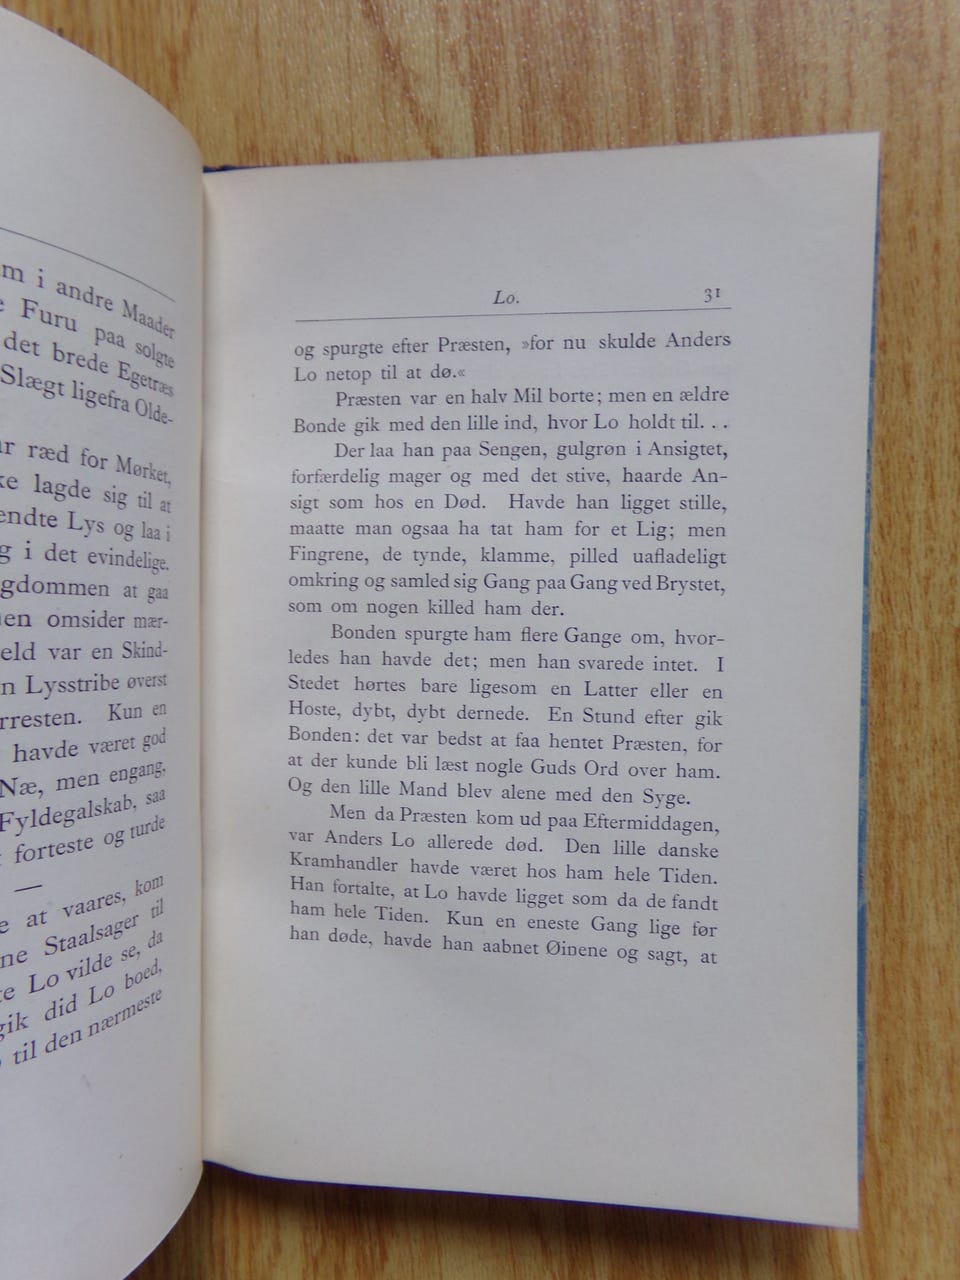 m i andre Maader
Furu paa solgte
det brede Egetræs
Slægt ligefra Olde-
ræd for Mørket,
lagde sig til at
endte Lys og laa i
g i det evindelige.
gdommen at gaa
en omsider mær-
eld var en Skind-
n Lysstribe øverst
rresten. Kun en
havde været god
Næ, men engang,
Fyldegalskab, saa
forteste og turde
—
at vaares, kom
ne Staalsager til
te Lo vilde se, da
gik did Lo boed,
til den nærmeste
Lo. 31
og spurgte efter Præsten, »for nu skulde Anders
Lo netop til at dø.«
Præsten var en halv Mil borte; men en ældre
Bonde gik med den lille ind, hvor Lo holdt til. . .
Der laa han paa Sengen, gulgrøn i Ansigtet,
forfærdelig mager og med det stive, haarde An-
sigt som hos en Død. Havde han ligget stille,
maatte man ogsaa ha tat ham for et Lig; men
Fingrene, de tynde, klamme, pilled uafladeligt
omkring og samled sig Gang paa Gang ved Brystet,
som om nogen killed ham der.
Bonden spurgte ham flere Gange om, hvor-
ledes han havde det; men han svarede intet. I
Stedet hørtes bare ligesom en Latter eller en
Hoste, dybt, dybt dernede. En Stund efter gik
Bonden: det var bedst at faa hentet Præsten, for
at der kunde bli læst nogle Guds Ord over ham.
Og den lille Mand blev alene med den Syge.
Men da Præsten kom ud paa Eftermiddagen,
var Anders Lo allerede død. Den lille danske
Kramhandler havde været hos ham hele Tiden.
Han fortalte, at Lo havde ligget som da de fandt
ham hele Tiden. Kun en eneste Gang lige før
han døde, havde han aabnet Øinene og sagt, at